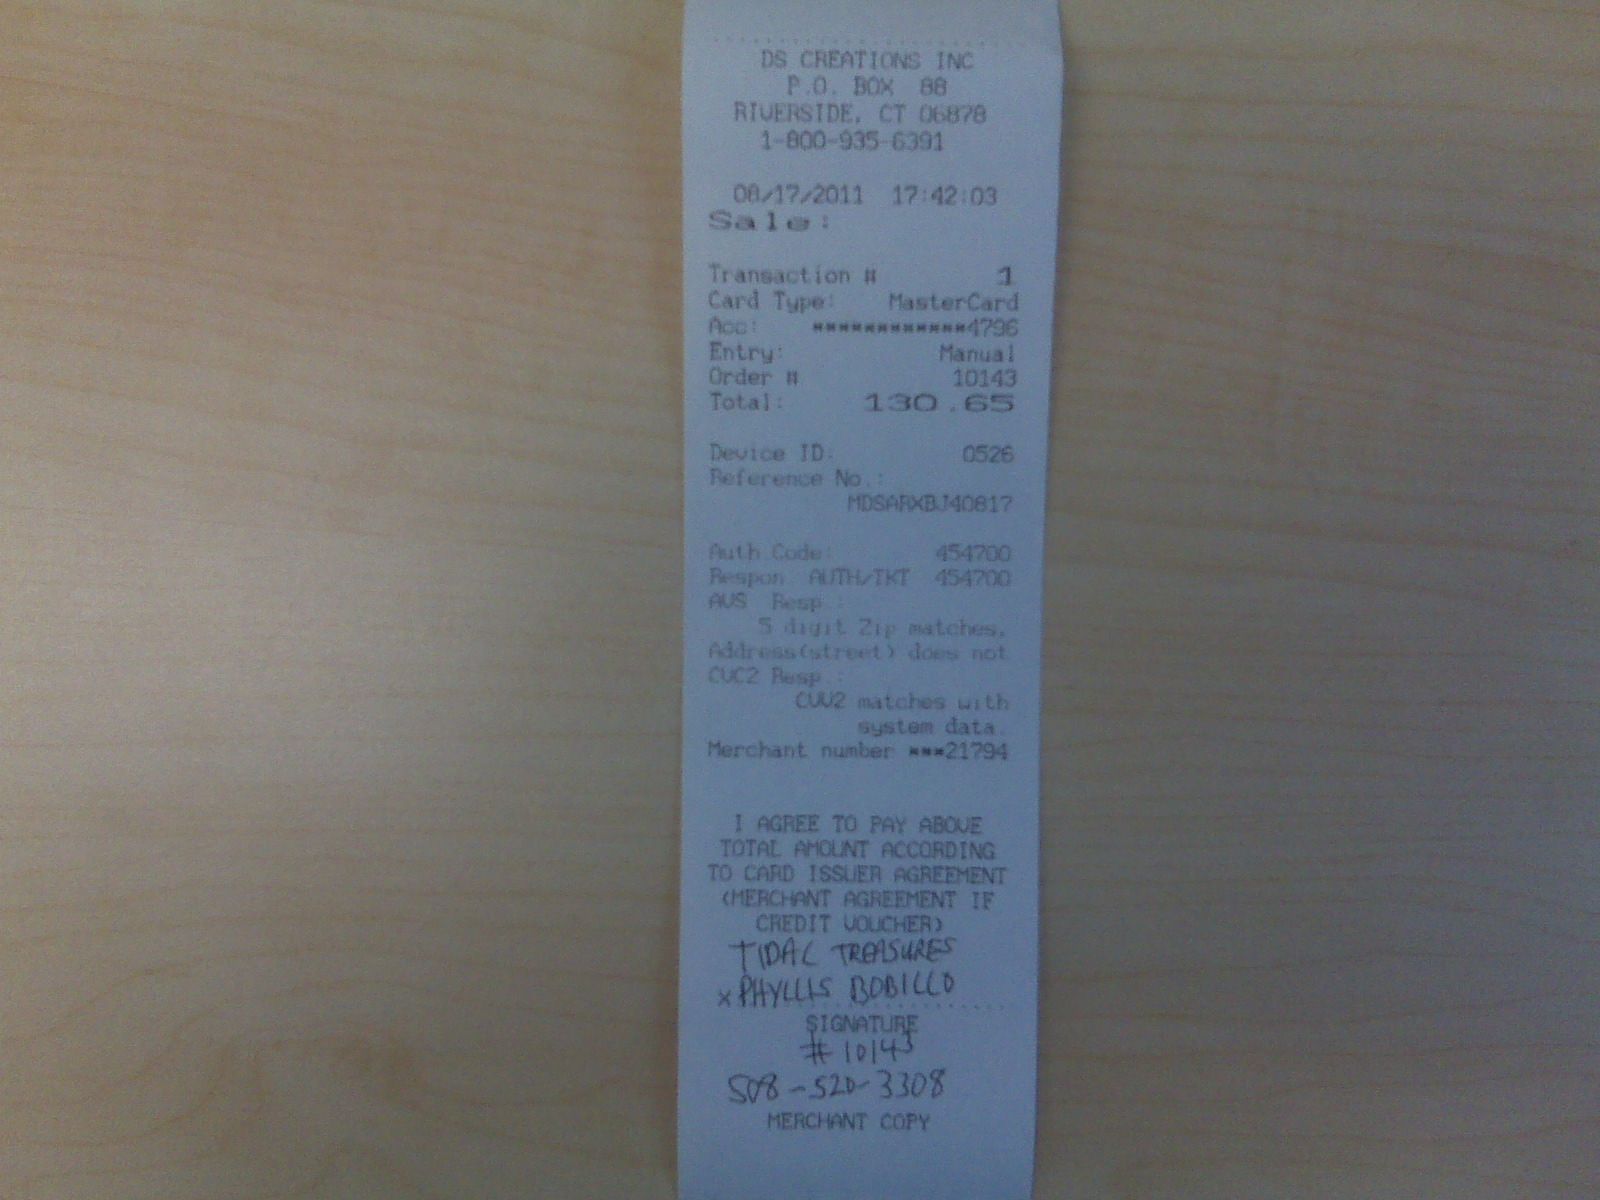 DS CREATIONS INC
P.O. BOX 88
RIVERSIDE, CT 06878
1-800-935-6391
08/17/2011 17:42:03
Sale:
Transaction # 1
Card Type: MasterCard
Acc: ************4796
Entry: Manual
Order # 10143
Total: 130.65
Device ID: 0526
Reference No.:
MDSARXBJ40817
Auth.Code: 454700
Respon. AUTH/TKT 454700
AVS Resp.:
5 digit Zip matches,
Address(street) does not
CVC2 Resp.:
CVV2 matches with
system data.
Merchant number ***21794
I AGREE TO PAY ABOVE
TOTAL AMOUNT ACCORDING
TO CARD ISSUER AGREEMENT
(MERCHANT AGREEMENT IF
CREDIT VOUCHER)
TIDAL TREASURES
x PHYLLIS BOBILLO
SIGNATURE
# 10143
508-520-3308
MERCHANT COPY